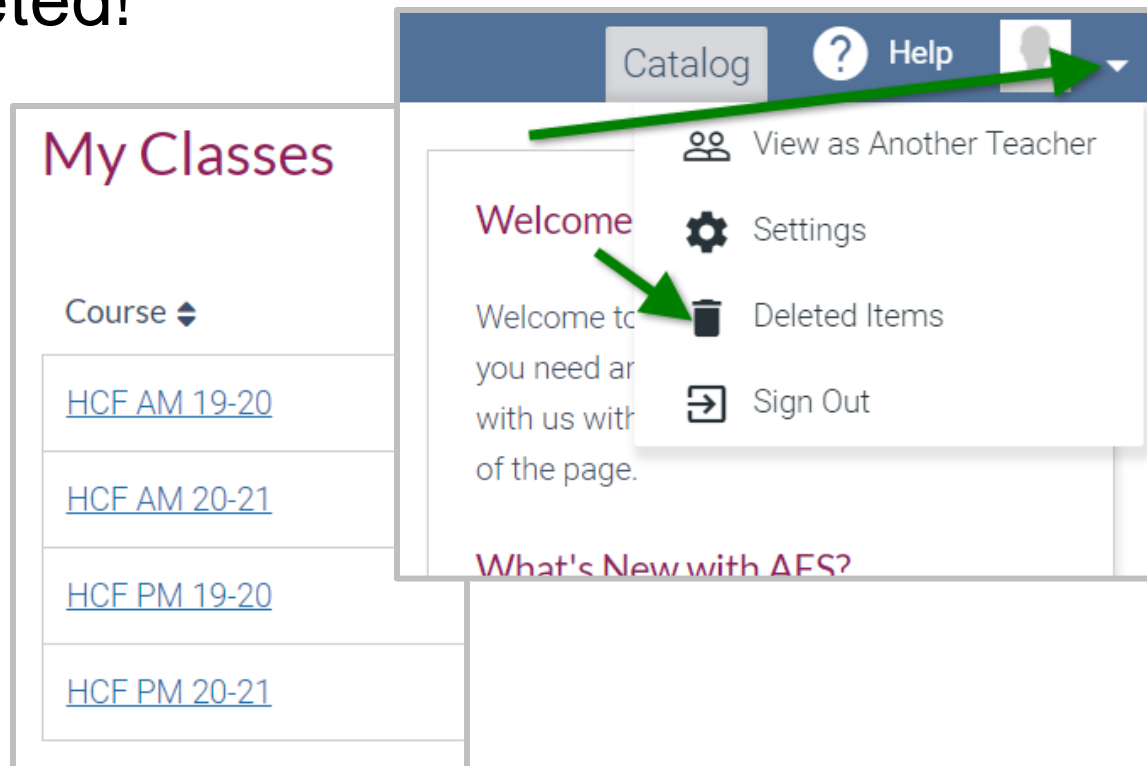 My Classes
Course
HCF AM 19-20
HCF AM 20-21
HCF PM 19-20
HCF PM 20-21
Catalog
? Help
View as Another Teacher
Settings
Deleted Items
Sign Out
Welcome
Welcome to
you need
with us with
of the page.
What's New with AES?